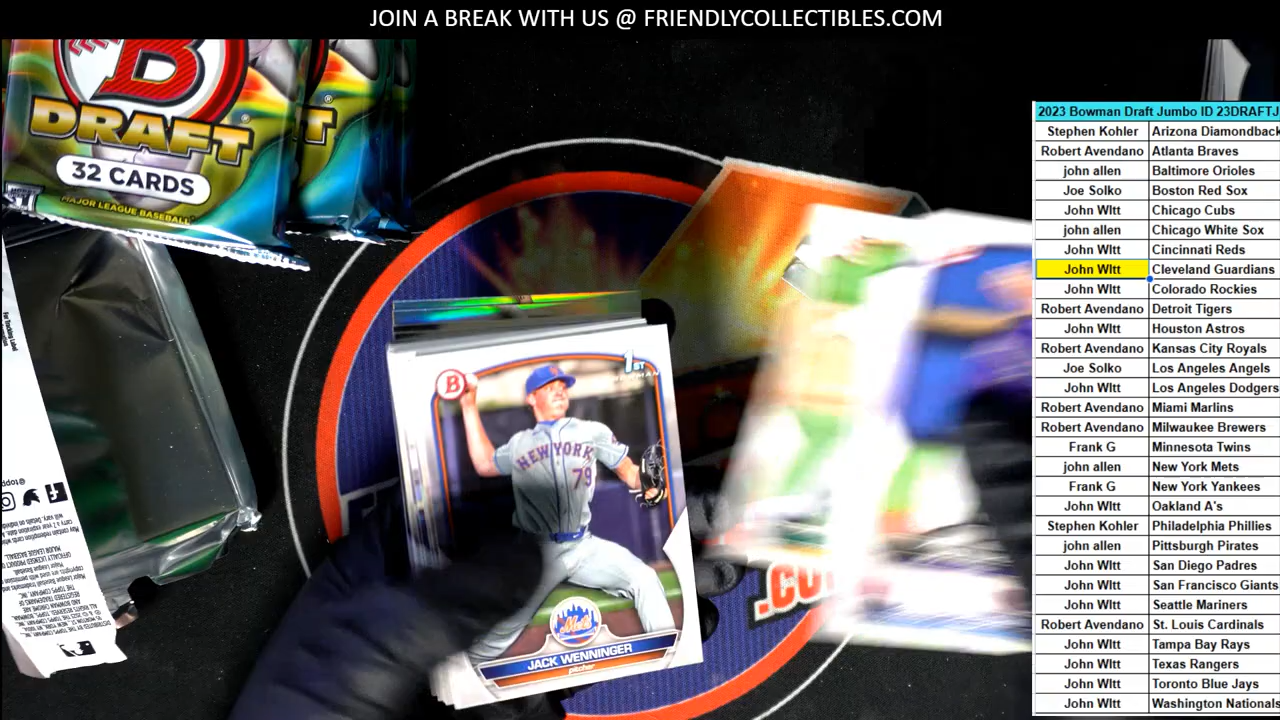 JOIN A BREAK WITH US @ FRIENDLYCOLLECTIBLES.COM
B
DRAFT
32 CARDS
MAJOR LEAGUE BASEBALL
1ST
B
NEW YORK
79
Mets
JACK WENNINGER
pitcher
.CO
2023 Bowman Draft Jumbo ID 23DRAFTJ
Stephen Kohler Arizona Diamondback
Robert Avendano Atlanta Braves
john allen Baltimore Orioles
Joe Solko Boston Red Sox
John WItt Chicago Cubs
john allen Chicago White Sox
John WItt Cincinnati Reds
John WItt Cleveland Guardians
John WItt Colorado Rockies
Robert Avendano Detroit Tigers
John WItt Houston Astros
Robert Avendano Kansas City Royals
Joe Solko Los Angeles Angels
John WItt Los Angeles Dodgers
Robert Avendano Miami Marlins
Robert Avendano Milwaukee Brewers
Frank G Minnesota Twins
john allen New York Mets
Frank G New York Yankees
John WItt Oakland A's
Stephen Kohler Philadelphia Phillies
john allen Pittsburgh Pirates
John WItt San Diego Padres
John WItt San Francisco Giants
John WItt Seattle Mariners
Robert Avendano St. Louis Cardinals
John WItt Tampa Bay Rays
John WItt Texas Rangers
John WItt Toronto Blue Jays
John WItt Washington Nationals